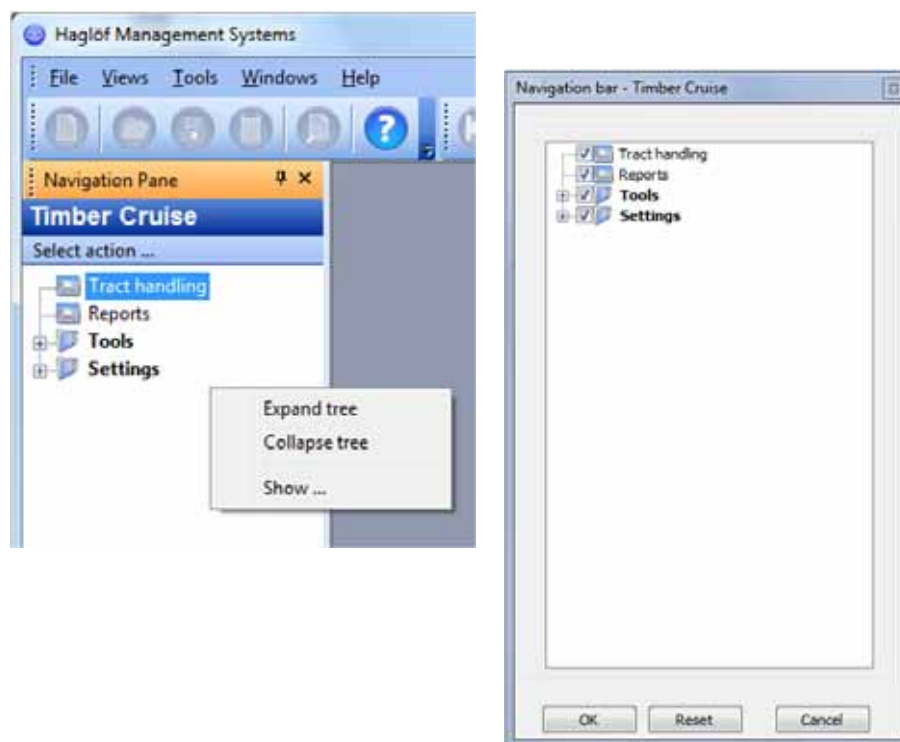 Haglöf Management Systems
File Views Tools Windows Help
Navigation Pane
Timber Cruise
Select action ...
Tract handling
Reports
Tools
Settings
Expand tree
Collapse tree
Show ...
Navigation bar - Timber Cruise
Tract handling
Reports
Tools
Settings
OK Reset Cancel